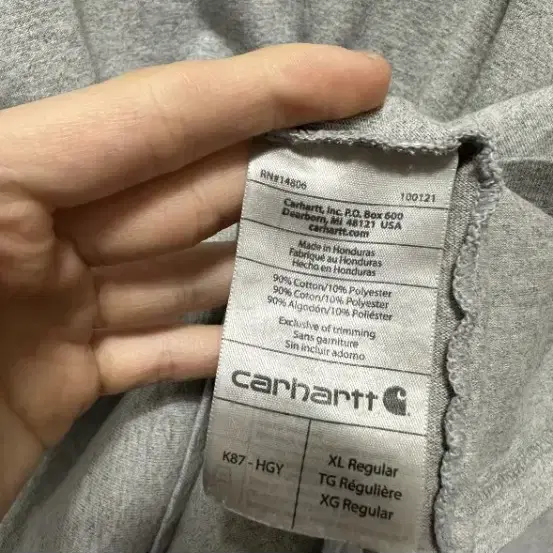 RN#14806
100121
Carhartt, Inc. P.O. Box 600
Dearborn, MI 48121 USA
carhartt.com
Made in Honduras
Fabriqué au Honduras
Hecho en Honduras
90% Cotton/10% Polyester
90% Coton/10% Polyester
90% Algodón/10% Poliéster
Exclusive of trimming
Sans garniture
Sin incluir adorno
carhartt
K87 - HGY
XL Regular
TG Régulière
XG Regular